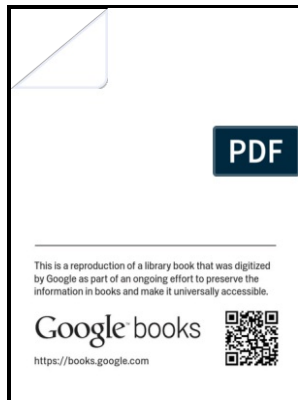 PDF
This is a reproduction of a library book that was digitized
by Google as part of an ongoing effort to preserve the
information in books and make it universally accessible.
Google books
https://books.google.com